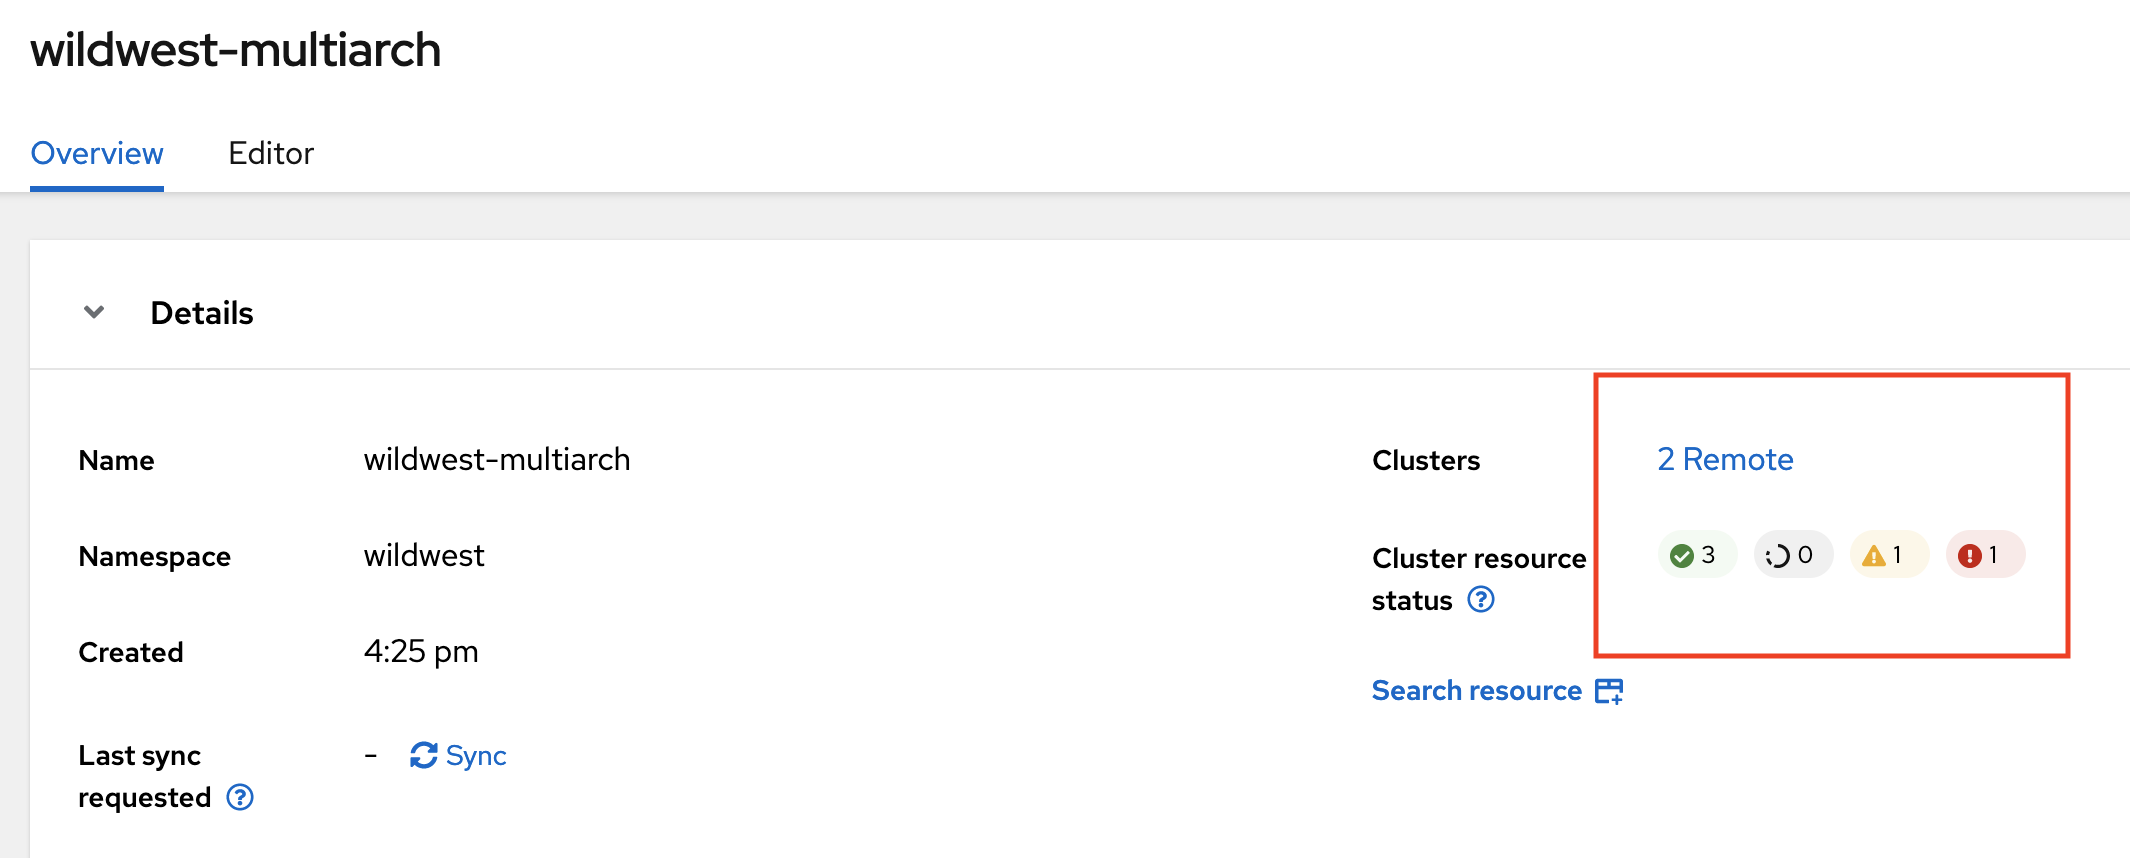 wildwest-multiarch
Overview Editor
Details
Name wildwest-multiarch
Namespace wildwest
Created 4:25 pm
Last sync
requested - Sync
Clusters 2 Remote
Cluster resource
status 3 0 1 1
Search resource